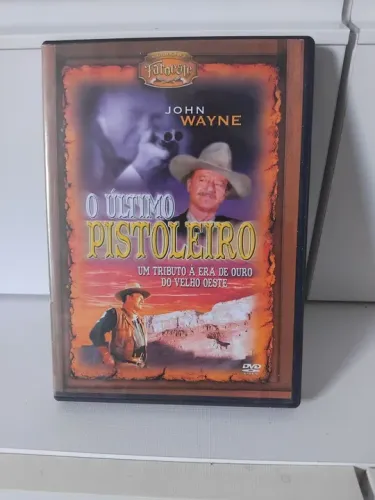 JOHN
WAYNE
O ÚLTIMO
PISTOLEIRO
UM TRIBUTO A ERA DE OURO
DO VELHO OESTE
DVD